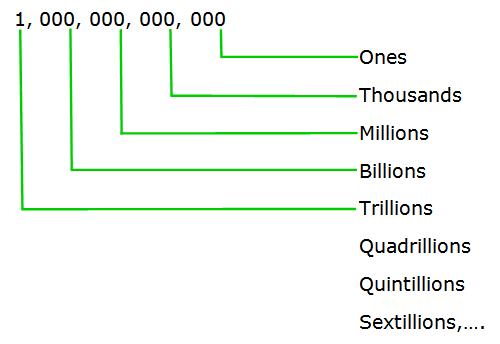 1, 000, 000, 000, 000
Ones
Thousands
Millions
Billions
Trillions
Quadrillions
Quintillions
Sextillions,....